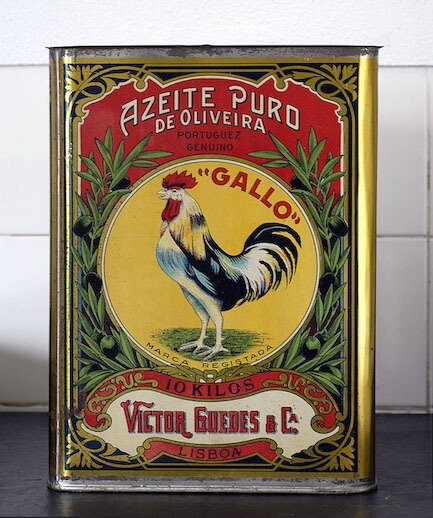 AZEITE PURO
DE OLIVEIRA
PORTUGUEZ
GENUINO
"GALLO"
MARCA REGISTADA
10 KILOS
VICTOR GUEDES & Cª
LISBOA